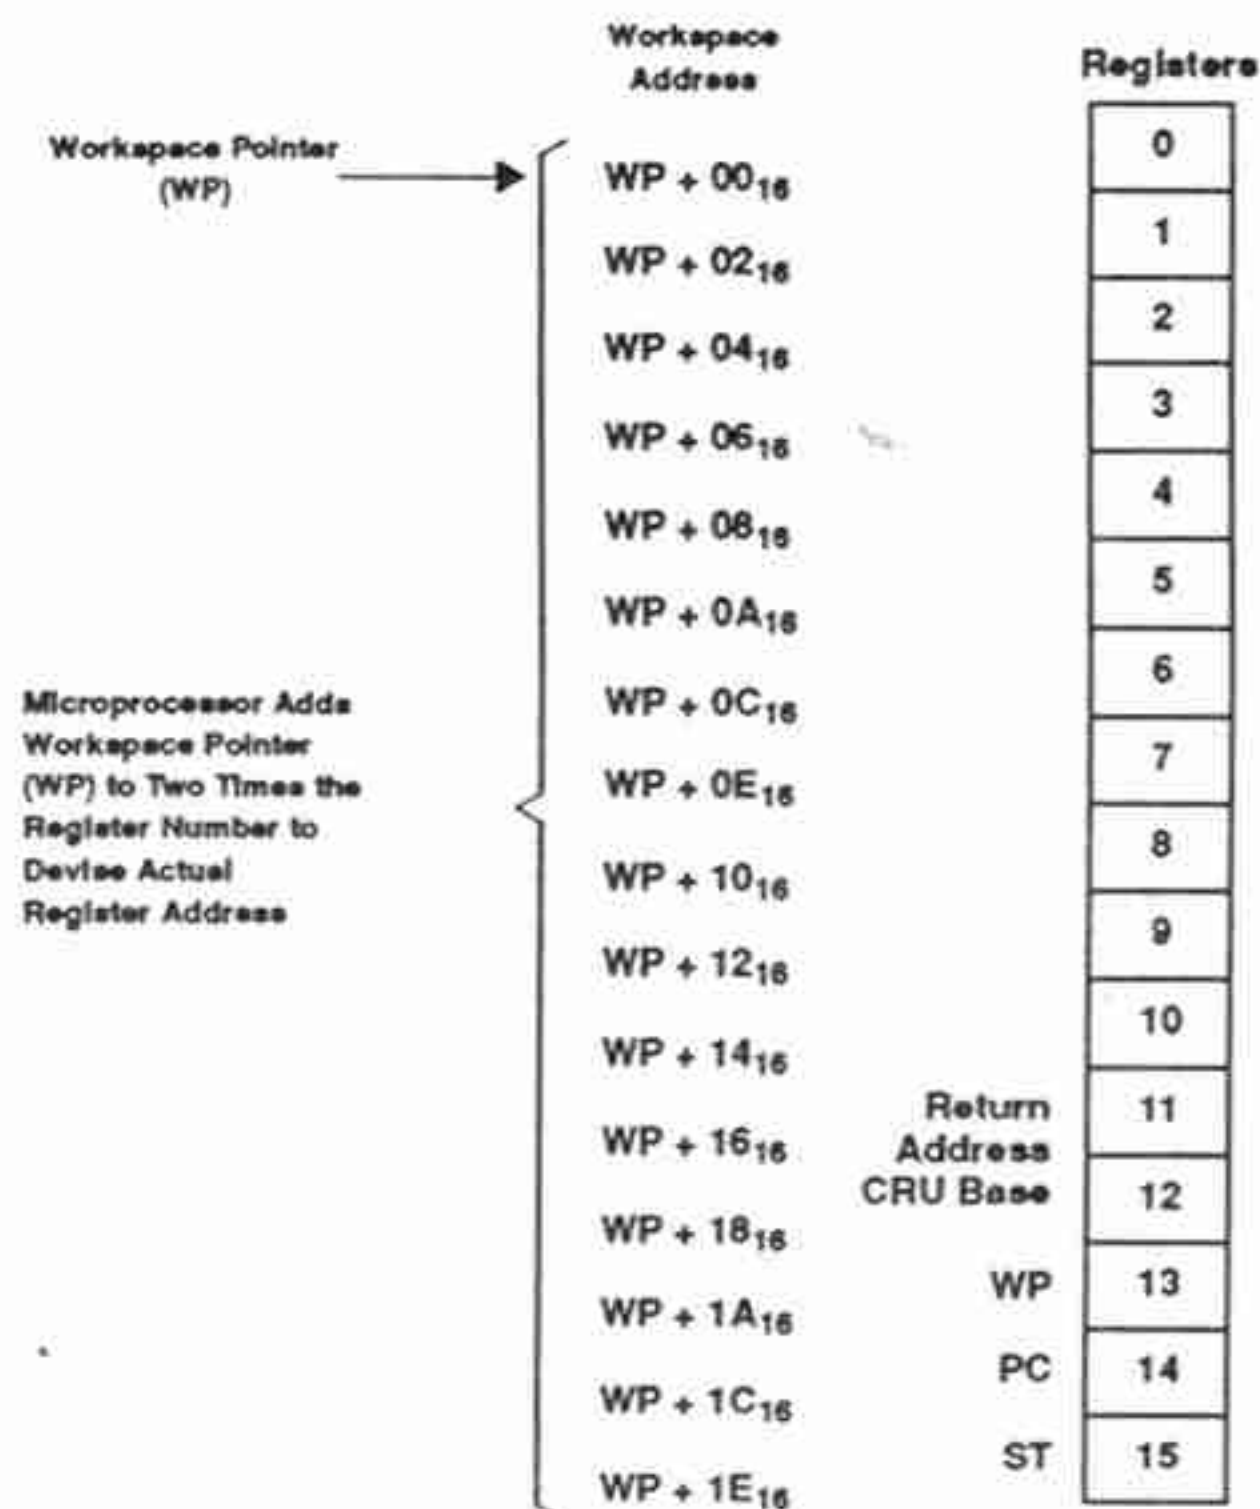 Workspace
Address
Registers
Workspace Pointer
(WP)
WP + 00₁₆
0
WP + 02₁₆
1
WP + 04₁₆
2
WP + 06₁₆
3
WP + 08₁₆
4
WP + 0A₁₆
5
WP + 0C₁₆
6
WP + 0E₁₆
7
Microprocessor Adds
Workspace Pointer
(WP) to Two Times the
Register Number to
Devise Actual
Register Address
WP + 10₁₆
8
WP + 12₁₆
9
WP + 14₁₆
10
WP + 16₁₆
Return
Address
11
WP + 18₁₆
CRU Base
12
WP + 1A₁₆
WP
13
WP + 1C₁₆
PC
14
WP + 1E₁₆
ST
15